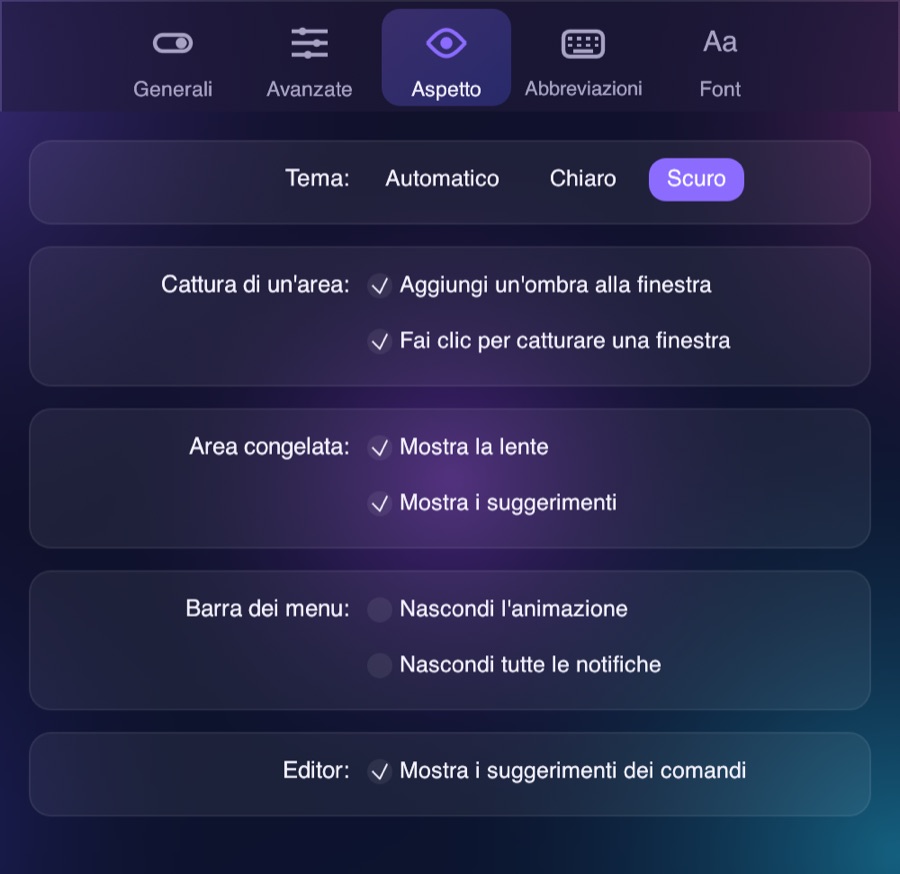 Generali Avanzate Aspetto Abbreviazioni Aa Font
Tema: Automatico Chiaro Scuro
Cattura di un'area: Aggiungi un'ombra alla finestra
Fai clic per catturare una finestra
Area congelata: Mostra la lente
Mostra i suggerimenti
Barra dei menu: Nascondi l'animazione
Nascondi tutte le notifiche
Editor: Mostra i suggerimenti dei comandi